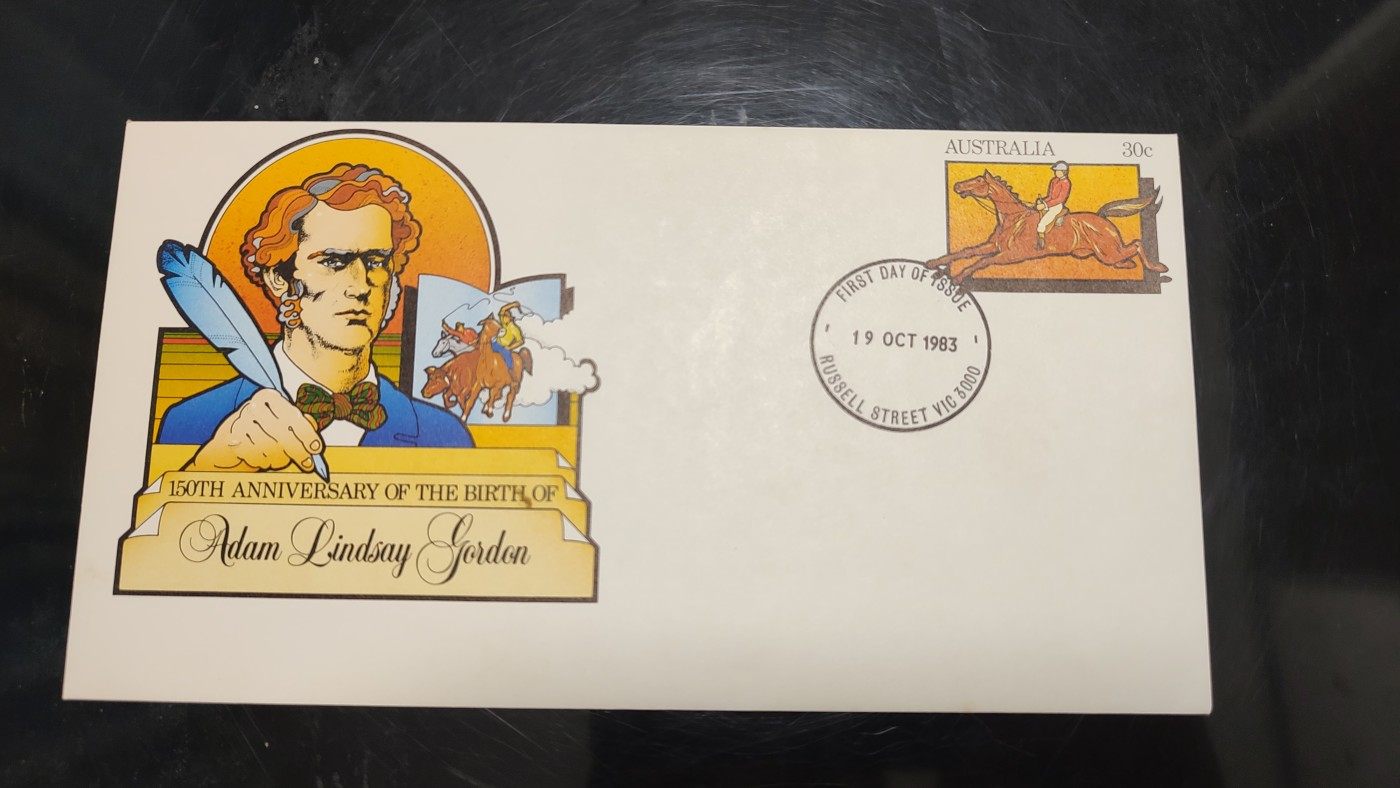 AUSTRALIA 30c
FIRST DAY OF ISSUE
19 OCT 1983
RUSSELL STREET VIC 3000
150TH ANNIVERSARY OF THE BIRTH OF
Adam Lindsay Gordon